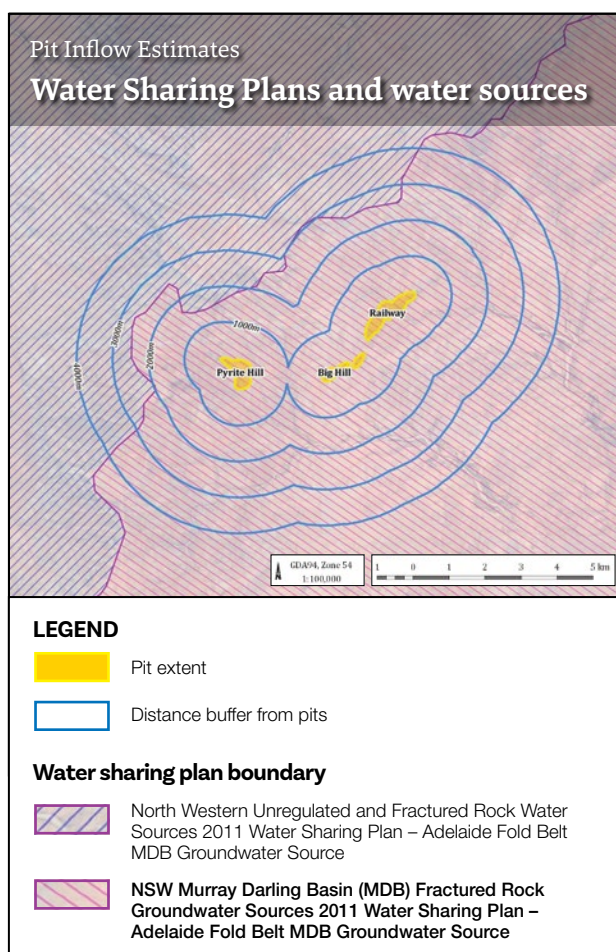 Pit Inflow Estimates
Water Sharing Plans and water sources
1000m
2000m
3000m
4000m
Railway
Pyrite Hill
Big Hill
GDA94, Zone 54
1:100,000
1 0 1 2 3 4 5 km
LEGEND
Pit extent
Distance buffer from pits
Water sharing plan boundary
North Western Unregulated and Fractured Rock Water
Sources 2011 Water Sharing Plan – Adelaide Fold Belt
MDB Groundwater Source
NSW Murray Darling Basin (MDB) Fractured Rock
Groundwater Sources 2011 Water Sharing Plan –
Adelaide Fold Belt MDB Groundwater Source